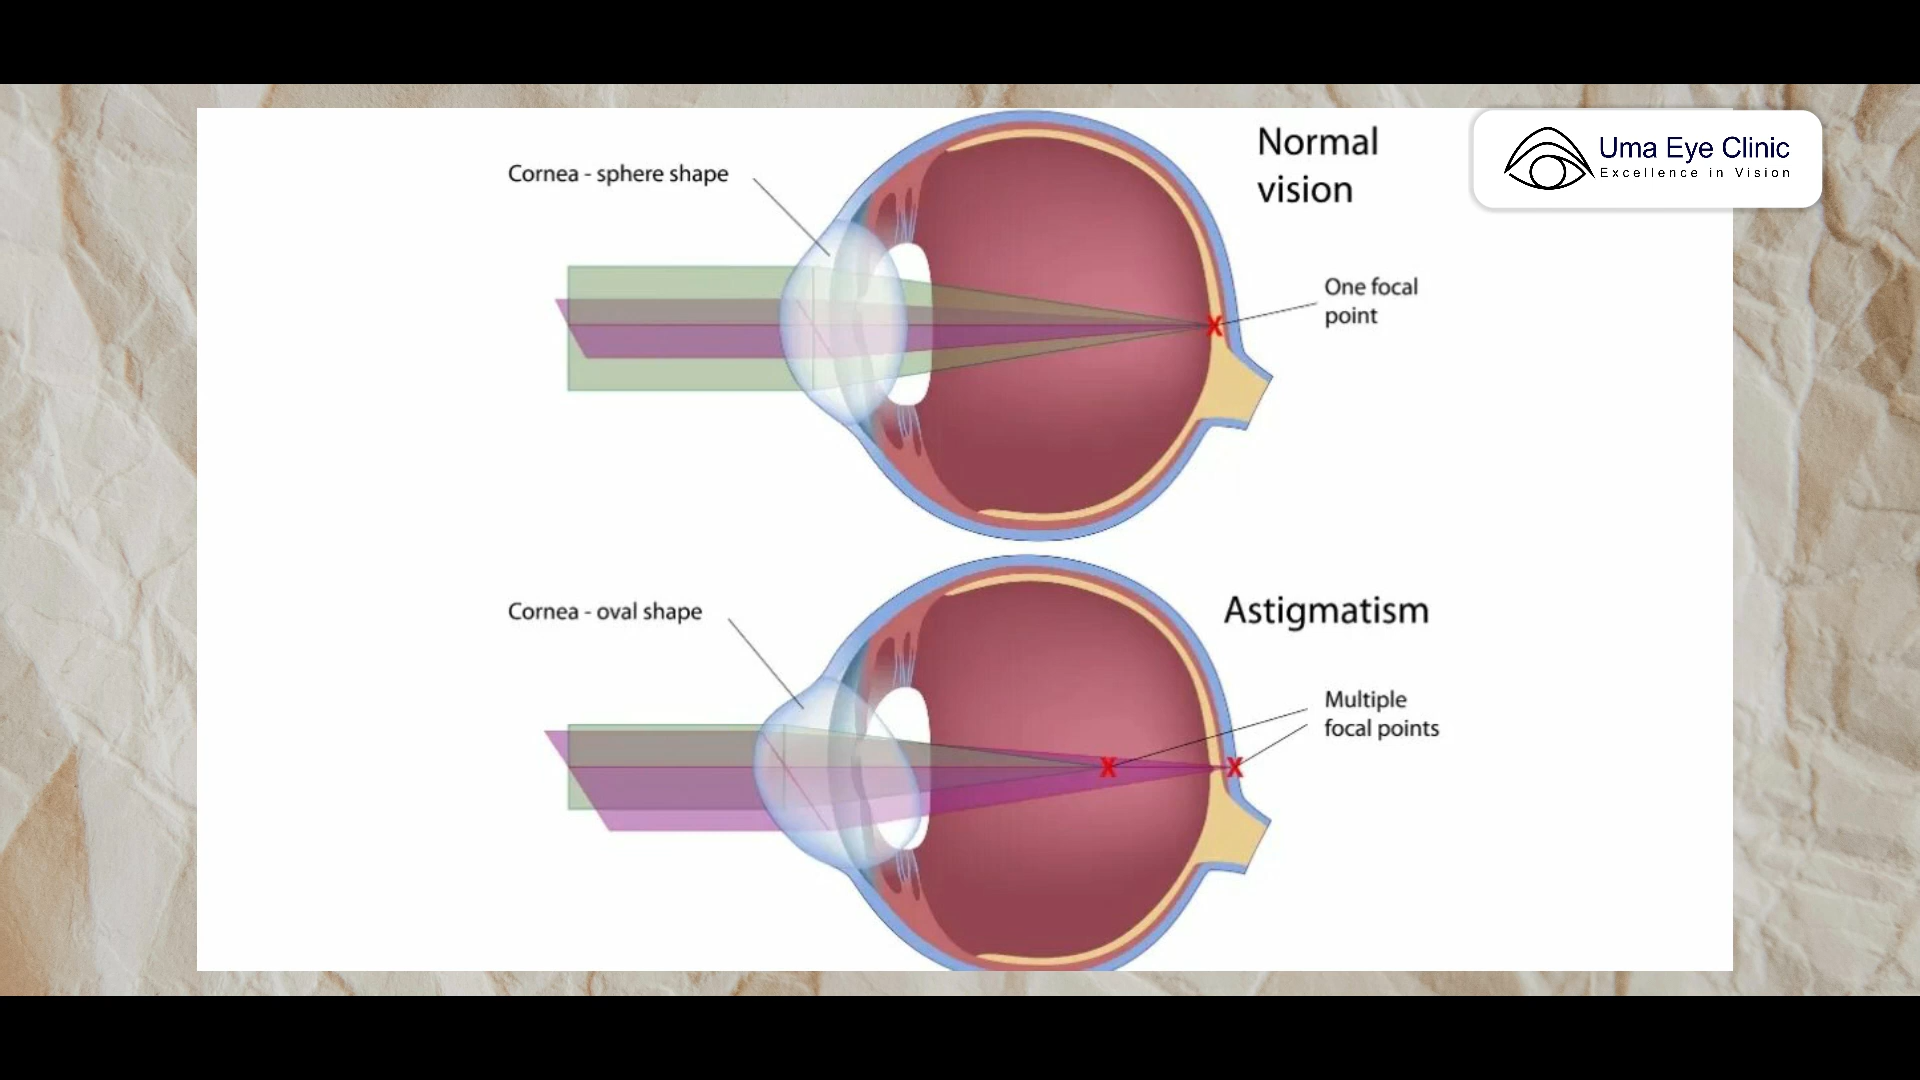 Normal
vision
Uma Eye Clinic
Excellence in Vision
Cornea - sphere shape
One focal
point
X
Cornea - oval shape
Astigmatism
Multiple
focal points
X
X